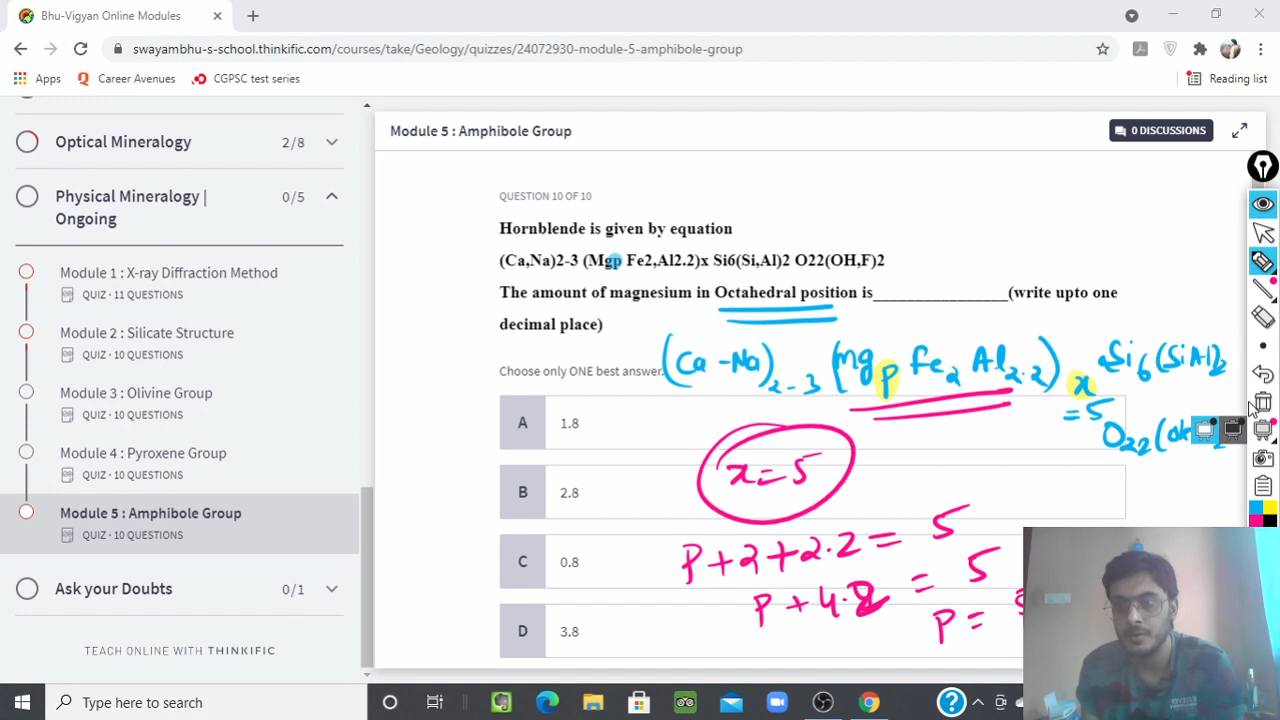 Bhu-Vigyan Online Modules
swayambhu-s-school.thinkific.com/courses/take/Geology/quizzes/24072930-module-5-amphibole-group
Apps Career Avenues CGPSC test series Reading list
Optical Mineralogy 2/8
Physical Mineralogy | 0/5
Ongoing
Module 1 : X-ray Diffraction Method
QUIZ · 11 QUESTIONS
Module 2 : Silicate Structure
QUIZ · 10 QUESTIONS
Module 3 : Olivine Group
QUIZ · 10 QUESTIONS
Module 4 : Pyroxene Group
QUIZ · 10 QUESTIONS
Module 5 : Amphibole Group
QUIZ · 10 QUESTIONS
Ask your Doubts 0/1
TEACH ONLINE WITH THINKIFIC
Module 5 : Amphibole Group
0 DISCUSSIONS
QUESTION 10 OF 10
Hornblende is given by equation
(Ca,Na)2-3 (Mgp Fe2,Al2.2)x Si6(Si,Al)2 O22(OH,F)2
The amount of magnesium in Octahedral position is________________(write upto one
decimal place)
(Ca-Na)2-3 (Mgp Fe2 Al2.2)x Si6(SiAl)2
= 5
O22(OH
Choose only ONE best answer.
A 1.8
B 2.8
C 0.8
D 3.8
x = 5
P+2+2.2 = 5
P+4.2 = 5
P =
Type here to search